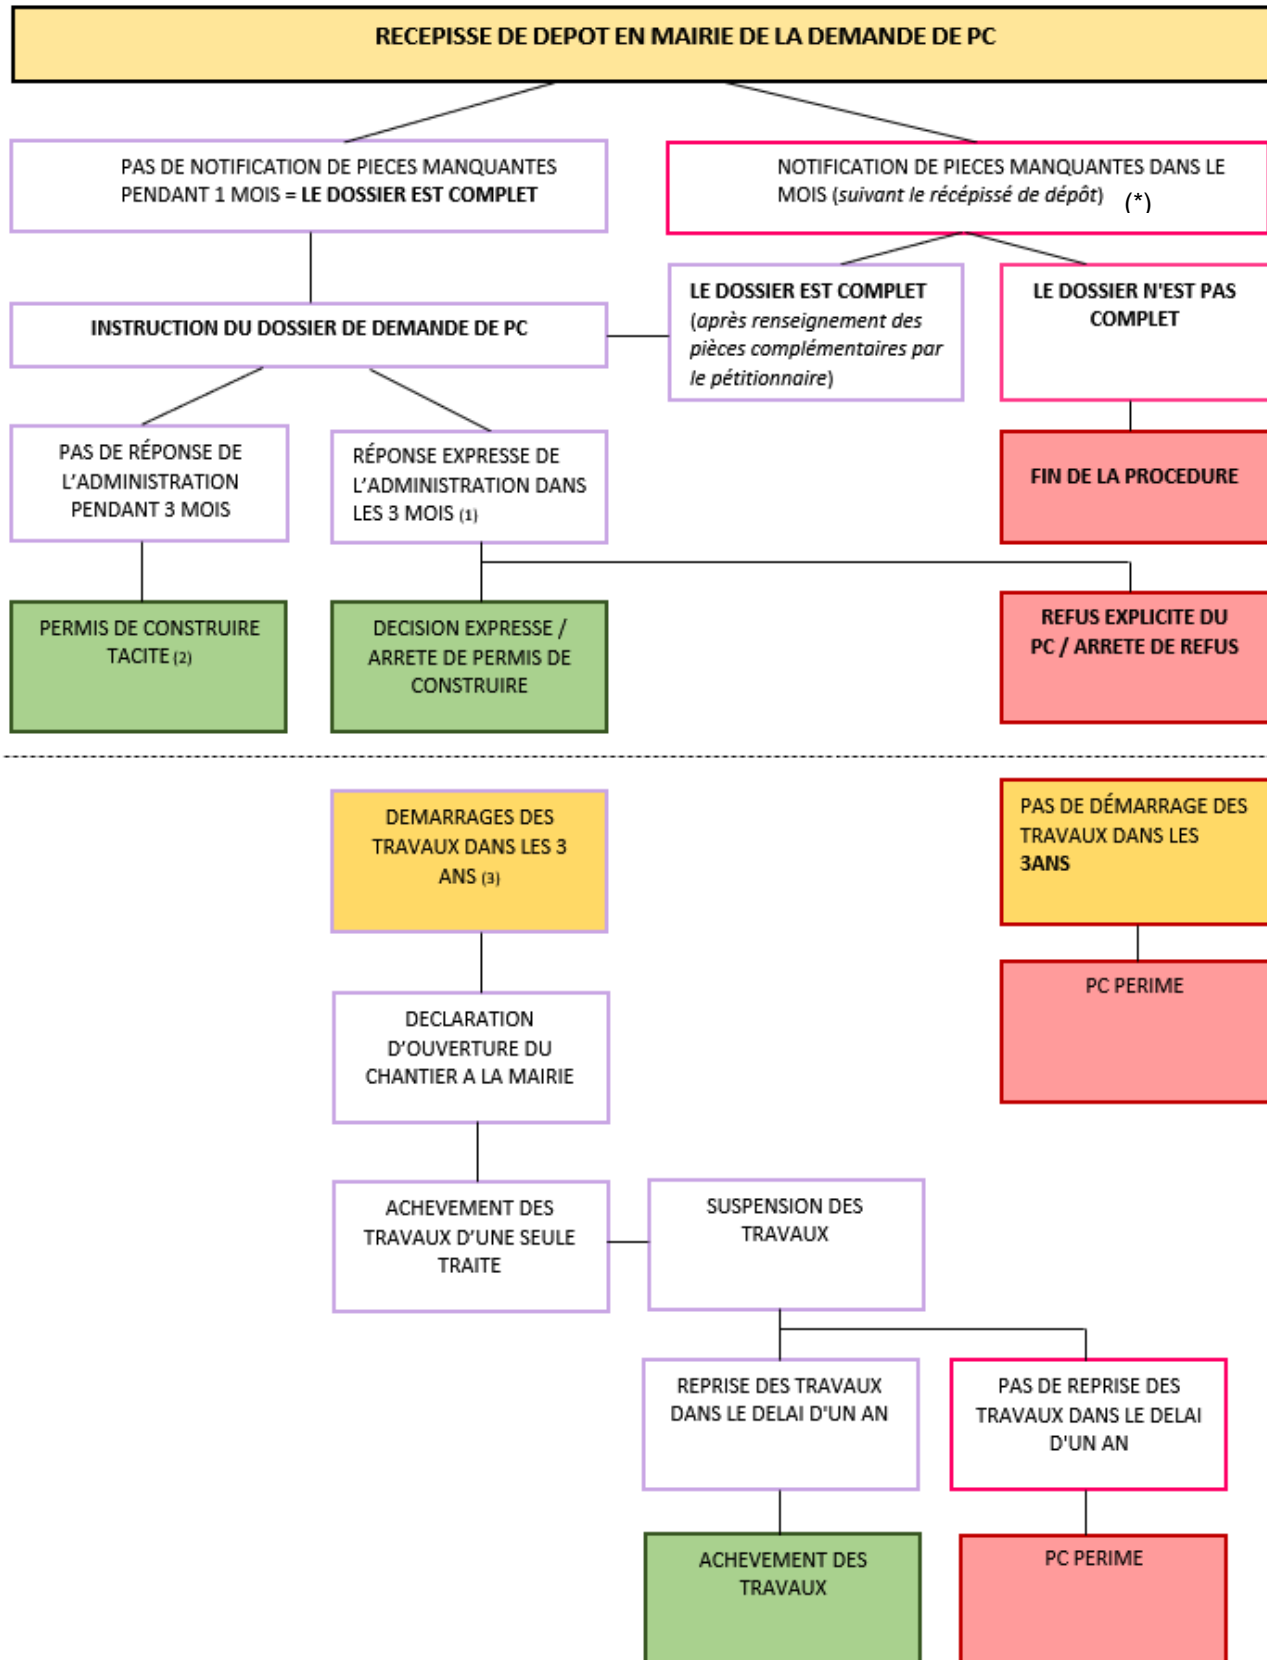 RECEPISSE DE DEPOT EN MAIRIE DE LA DEMANDE DE PC
PAS DE NOTIFICATION DE PIECES MANQUANTES
PENDANT 1 MOIS = LE DOSSIER EST COMPLET
NOTIFICATION DE PIECES MANQUANTES DANS LE
MOIS (suivant le récépissé de dépôt) (*)
LE DOSSIER EST COMPLET
(après renseignement des
pièces complémentaires par
le pétitionnaire)
LE DOSSIER N'EST PAS
COMPLET
INSTRUCTION DU DOSSIER DE DEMANDE DE PC
PAS DE RÉPONSE DE
L'ADMINISTRATION
PENDANT 3 MOIS
RÉPONSE EXPRESSE DE
L'ADMINISTRATION DANS
LES 3 MOIS (1)
FIN DE LA PROCEDURE
PERMIS DE CONSTRUIRE
TACITE (2)
DECISION EXPRESSE /
ARRETE DE PERMIS DE
CONSTRUIRE
REFUS EXPLICITE DU
PC / ARRETE DE REFUS
DEMARRAGES DES
TRAVAUX DANS LES 3
ANS (3)
PAS DE DÉMARRAGE DES
TRAVAUX DANS LES
3ANS
DECLARATION
D'OUVERTURE DU
CHANTIER A LA MAIRIE
PC PERIME
ACHEVEMENT DES
TRAVAUX D'UNE SEULE
TRAITE
SUSPENSION DES
TRAVAUX
REPRISE DES TRAVAUX
DANS LE DELAI D'UN AN
PAS DE REPRISE DES
TRAVAUX DANS LE DELAI
D'UN AN
ACHEVEMENT DES
TRAVAUX
PC PERIME